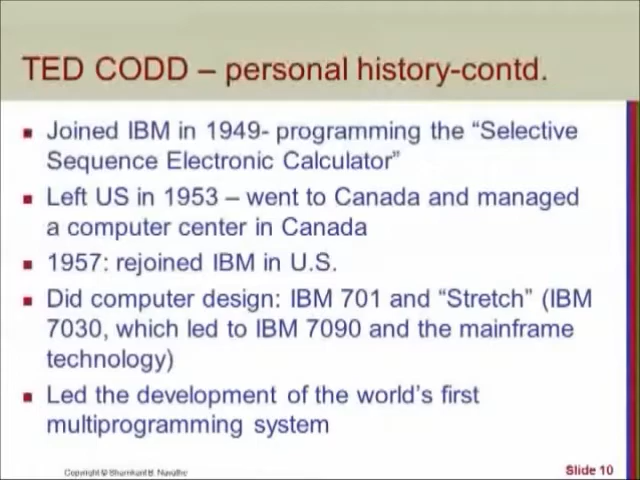 TED CODD – personal history-contd.
Joined IBM in 1949- programming the “Selective
Sequence Electronic Calculator”
Left US in 1953 – went to Canada and managed
a computer center in Canada
1957: rejoined IBM in U.S.
Did computer design: IBM 701 and “Stretch” (IBM
7030, which led to IBM 7090 and the mainframe
technology)
Led the development of the world’s first
multiprogramming system
Copyright © Shamkant B. Navathe
Slide 10